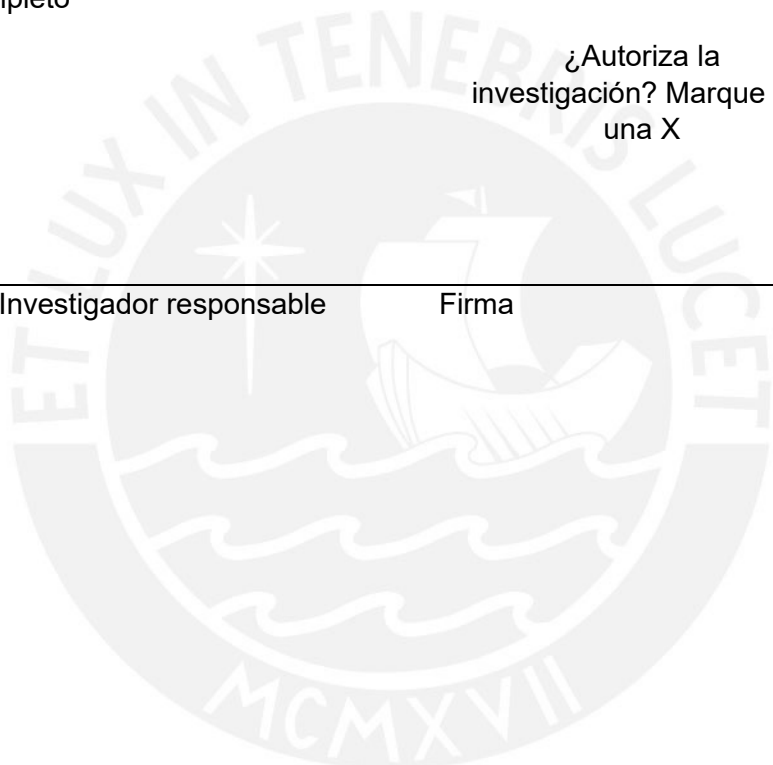 ¿Autoriza la
investigación? Marque
una X
Investigador responsable Firma
ET LUX IN TENEBRIS LUCET
MCMXVII